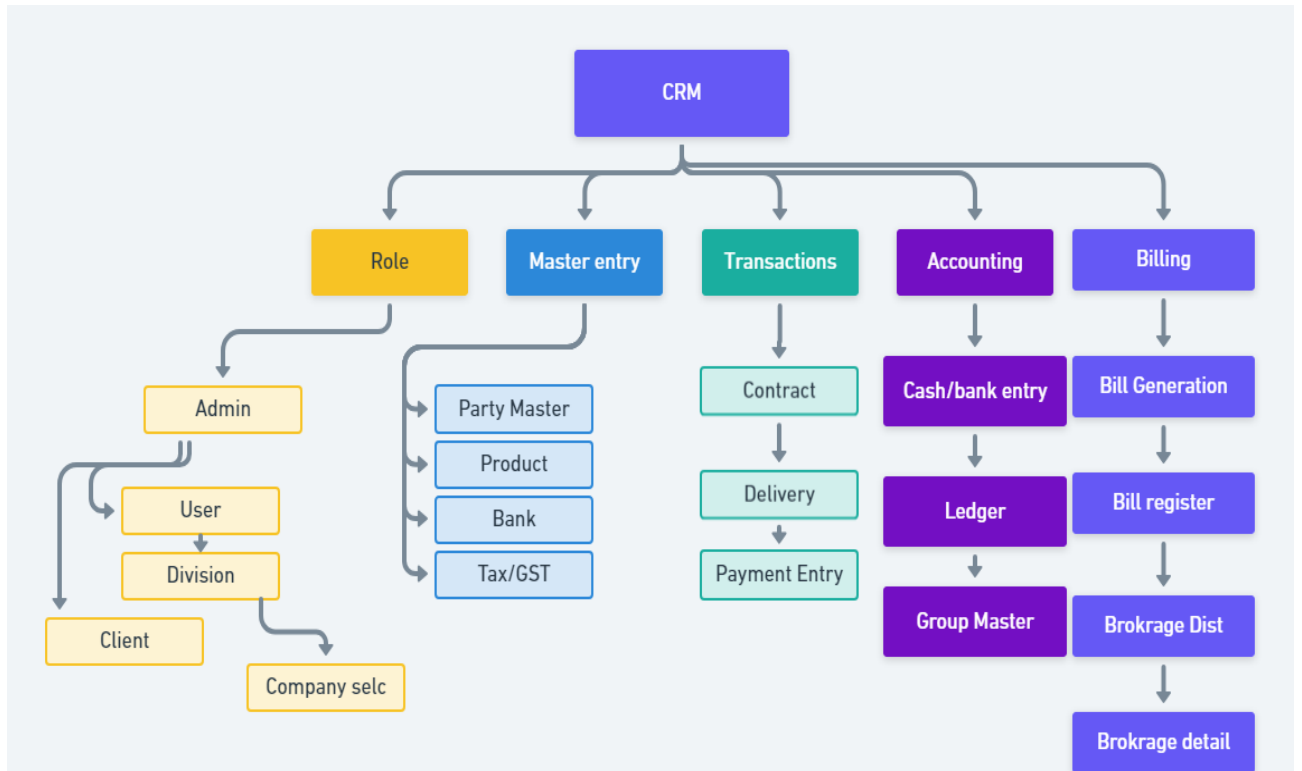 CRM
Role
Master entry
Transactions
Accounting
Billing
Admin
User
Division
Client
Company selc
Party Master
Product
Bank
Tax/GST
Contract
Delivery
Payment Entry
Cash/bank entry
Ledger
Group Master
Bill Generation
Bill register
Brokrage Dist
Brokrage detail